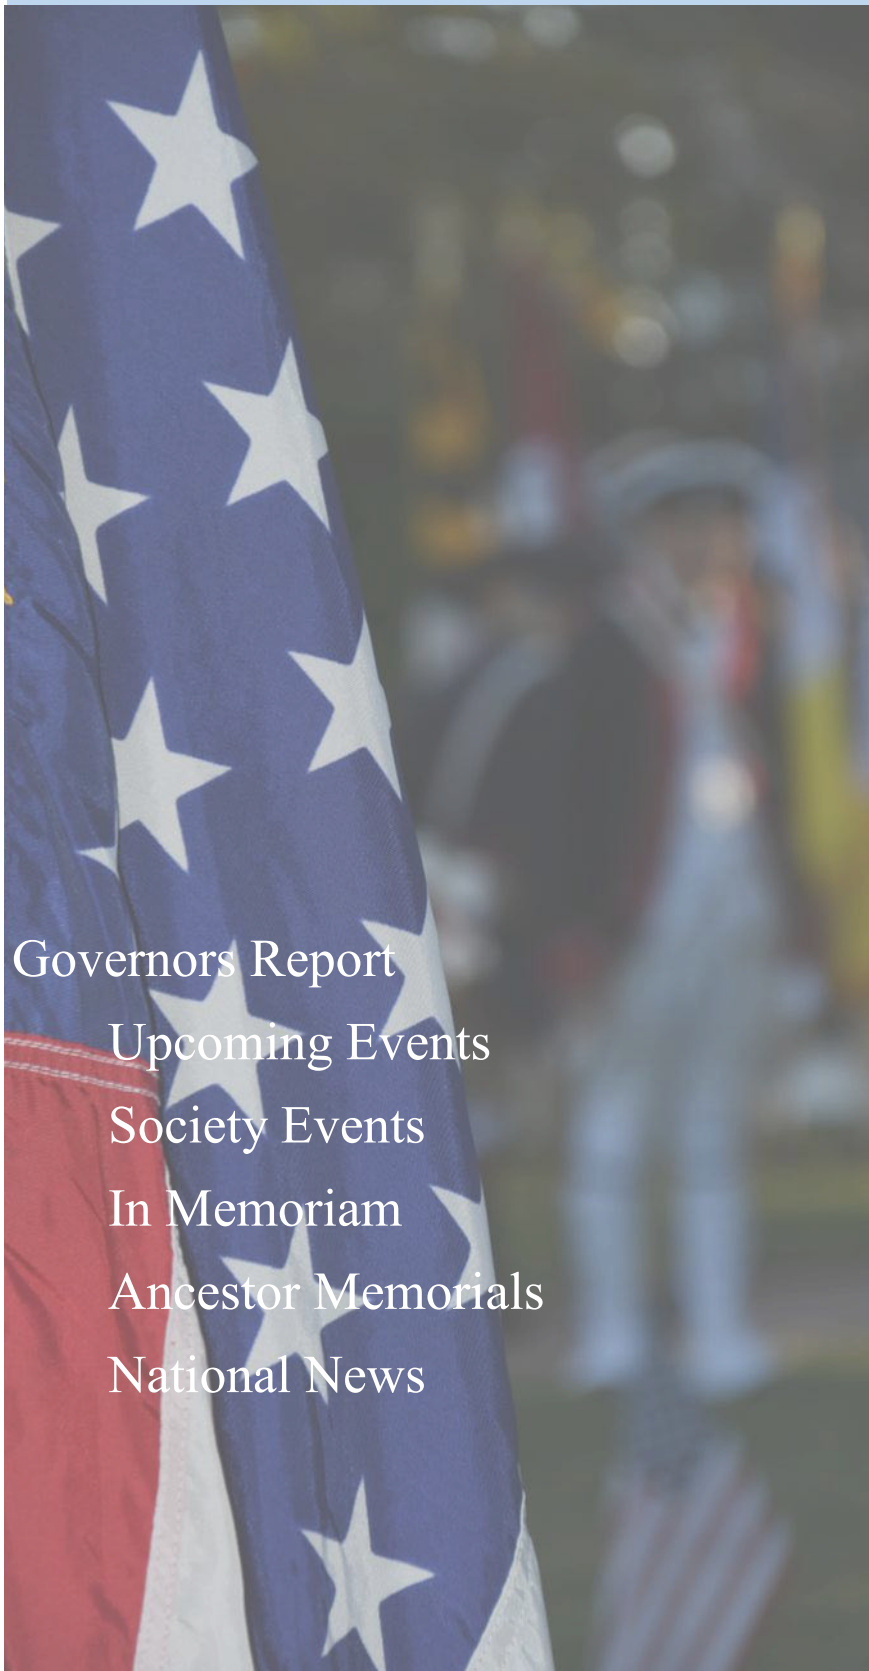 Governors Report
Upcoming Events
Society Events
In Memoriam
Ancestor Memorials
National News